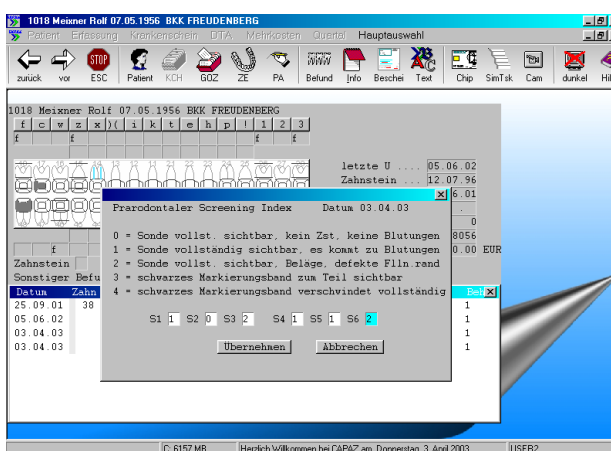 1018 Meixner Rolf 07.05.1956 BKK FREUDENBERG
Patient Erfassung Krankenschein DTA Mehrkosten Quartal Hauptauswahl
zurück vor ESC Patient KCH GOZ ZE PA Befund Info Beschei Text Chip SimTsk Cam dunkel Hil
STOP
1018 Meixner Rolf 07.05.1956 BKK FREUDENBERG
f c w z x )( i k t e h p ! 1 2 3
f f f f
letzte U .... 05.06.02
Zahnstein ... 12.07.96
6.01
.
0
8056
0.00 EUR
f
Zahnstein
Sonstiger Befu
Prarodontaler Screening Index Datum 03.04.03
0 = Sonde vollst. sichtbar, kein Zst, keine Blutungen
1 = Sonde vollständig sichtbar, es kommt zu Blutungen
2 = Sonde vollst. sichtbar, Beläge, defekte Flln.rand
3 = schwarzes Markierungsband zum Teil sichtbar
4 = schwarzes Markierungsband verschwindet vollständig
S1 1 S2 0 S3 2 S4 1 S5 1 S6 2
Übernehmen Abbrechen
Datum Zahn Beh
25.09.01 38 1
05.06.02 1
03.04.03 1
03.04.03 1
C: 6157 MB Herzlich Willkommen bei CAPAZ am Donnerstag, 3. April 2003 USER2